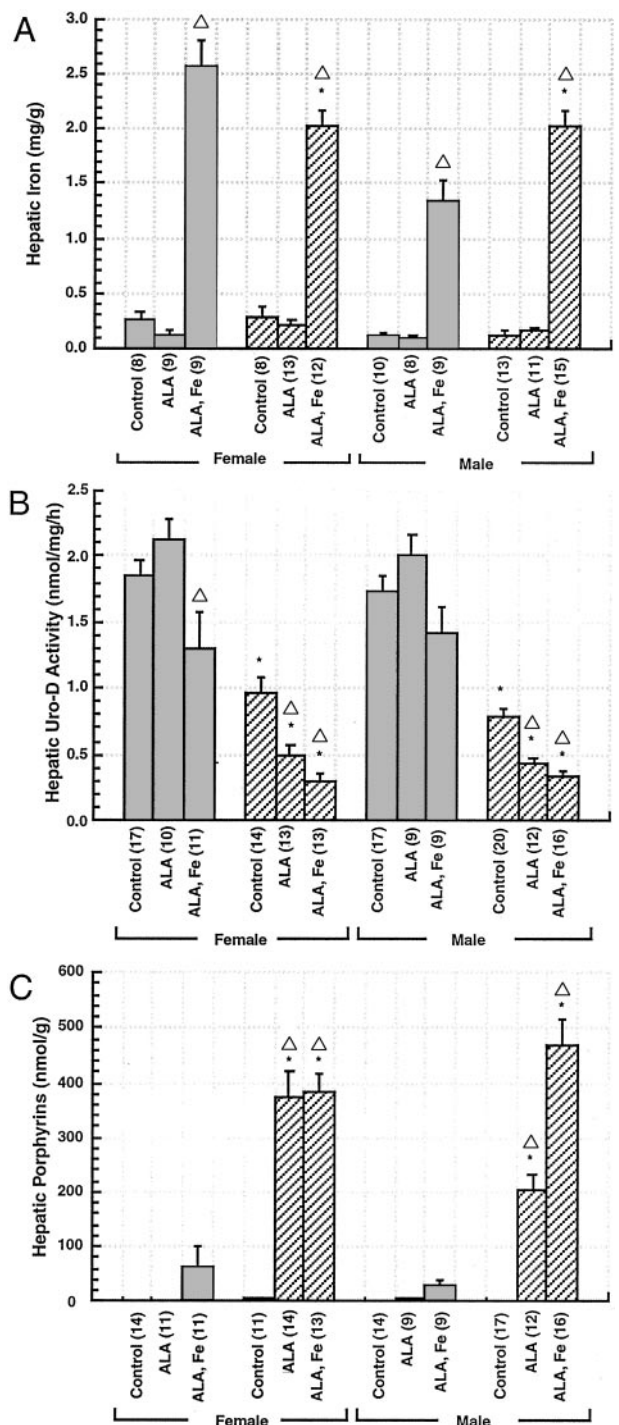 A
Hepatic Iron (mg/g)
3.0
2.5
2.0
1.5
1.0
0.5
0.0
△
△
*
△
△
*
Control (8)
ALA (9)
ALA, Fe (9)
Control (8)
ALA (13)
ALA, Fe (12)
Control (10)
ALA (8)
ALA, Fe (9)
Control (13)
ALA (11)
ALA, Fe (15)
Female
Male
B
Hepatic Uro-D Activity (nmol/mg/h)
2.5
2.0
1.5
1.0
0.5
0.0
△
*
△
*
△
*
*
△
*
△
*
Control (17)
ALA (10)
ALA, Fe (11)
Control (14)
ALA (13)
ALA, Fe (13)
Control (17)
ALA (9)
ALA, Fe (9)
Control (20)
ALA (12)
ALA, Fe (16)
Female
Male
C
Hepatic Porphyrins (nmol/g)
600
500
400
300
200
100
0
△
*
△
*
△
*
△
*
Control (14)
ALA (11)
ALA, Fe (11)
Control (11)
ALA (14)
ALA, Fe (13)
Control (14)
ALA (9)
ALA, Fe (9)
Control (17)
ALA (12)
ALA, Fe (16)
Female
Male